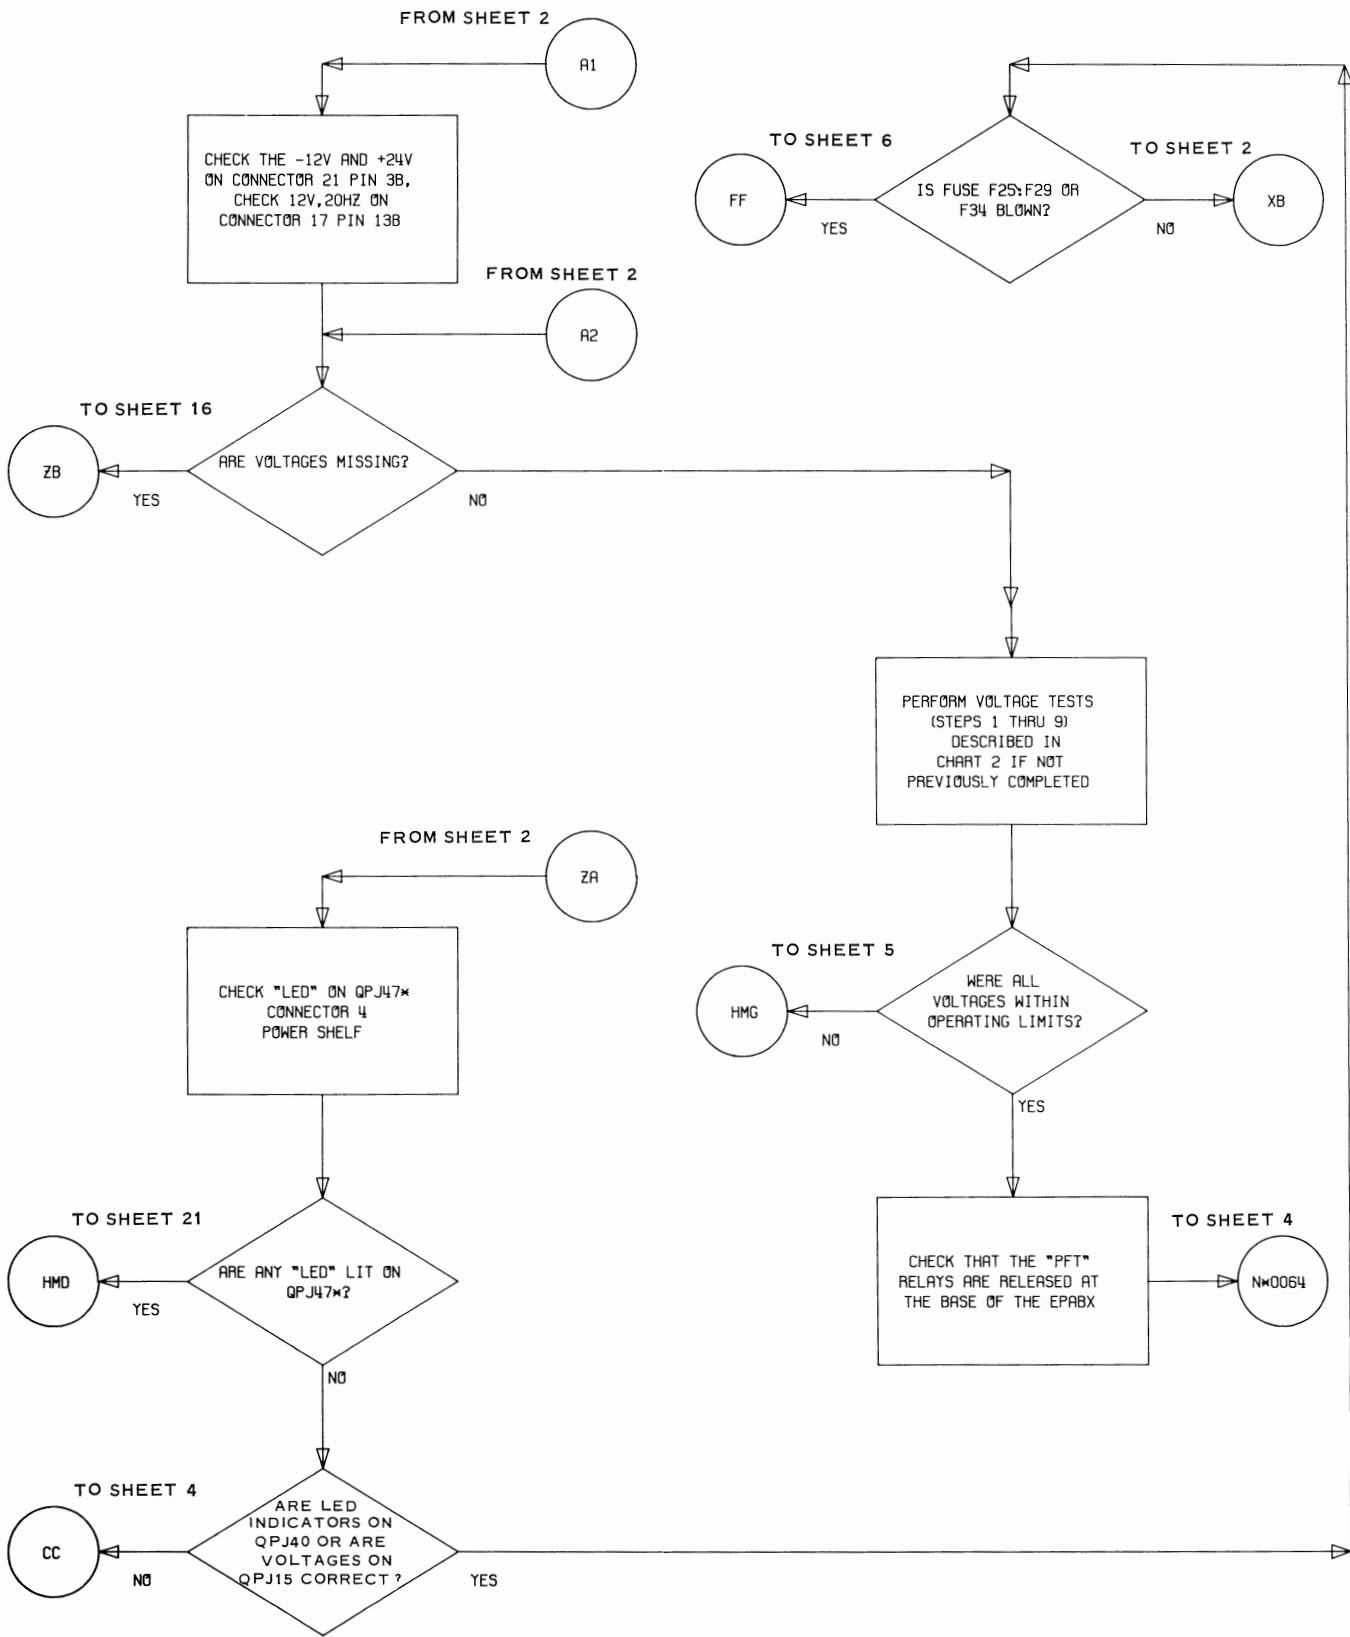 FROM SHEET 2
A1
CHECK THE -12V AND +24V
ON CONNECTOR 21 PIN 3B,
CHECK 12V,20HZ ON
CONNECTOR 17 PIN 13B
FROM SHEET 2
A2
TO SHEET 16
ZB
YES
ARE VOLTAGES MISSING?
NO
TO SHEET 6
FF
YES
IS FUSE F25:F29 OR
F34 BLOWN?
TO SHEET 2
NO
XB
PERFORM VOLTAGE TESTS
(STEPS 1 THRU 9)
DESCRIBED IN
CHART 2 IF NOT
PREVIOUSLY COMPLETED
TO SHEET 5
HMG
NO
WERE ALL
VOLTAGES WITHIN
OPERATING LIMITS?
YES
CHECK THAT THE "PFT"
RELAYS ARE RELEASED AT
THE BASE OF THE EPABX
TO SHEET 4
N*0064
FROM SHEET 2
ZA
CHECK "LED" ON QPJ47*
CONNECTOR 4
POWER SHELF
TO SHEET 21
HMD
YES
ARE ANY "LED" LIT ON
QPJ47*?
NO
TO SHEET 4
CC
NO
ARE LED
INDICATORS ON
QPJ40 OR ARE
VOLTAGES ON
QPJ15 CORRECT ?
YES